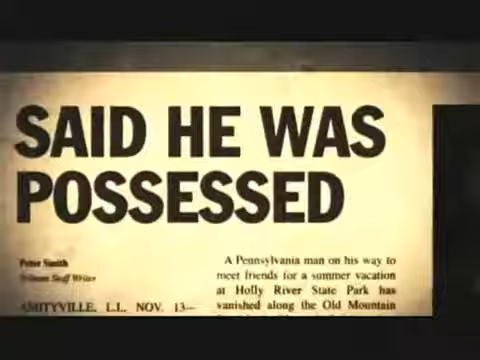 SAID HE WAS
POSSESSED
Peter Smith
Tribune Staff Writer
AMITYVILLE, L.I., NOV. 13—
A Pennsylvania man on his way to
meet friends for a summer vacation
at Holly River State Park has
vanished along the Old Mountain